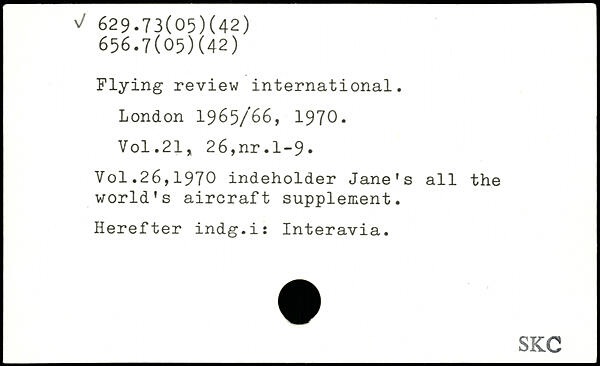 ✓ 629.73(05)(42)
656.7(05)(42)
Flying review international.
London 1965/66, 1970.
Vol.21, 26,nr.1-9.
Vol.26,1970 indeholder Jane's all the
world's aircraft supplement.
Herefter indg.i: Interavia.
SKC